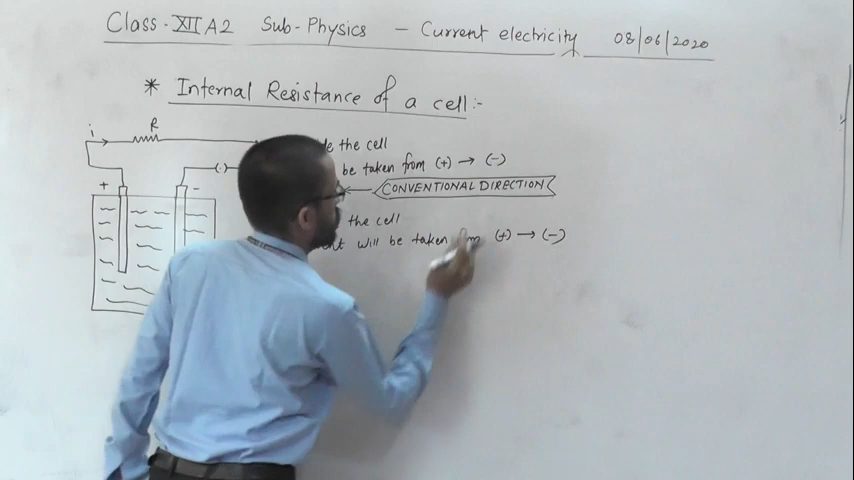 Class - XII A2 Sub - Physics - Current electricity 08/06/2020
* Internal Resistance of a cell:-
i R
the cell
be taken from (+) → (-)
+ -
CONVENTIONAL DIRECTION
the cell
will be taken (+) → (-)